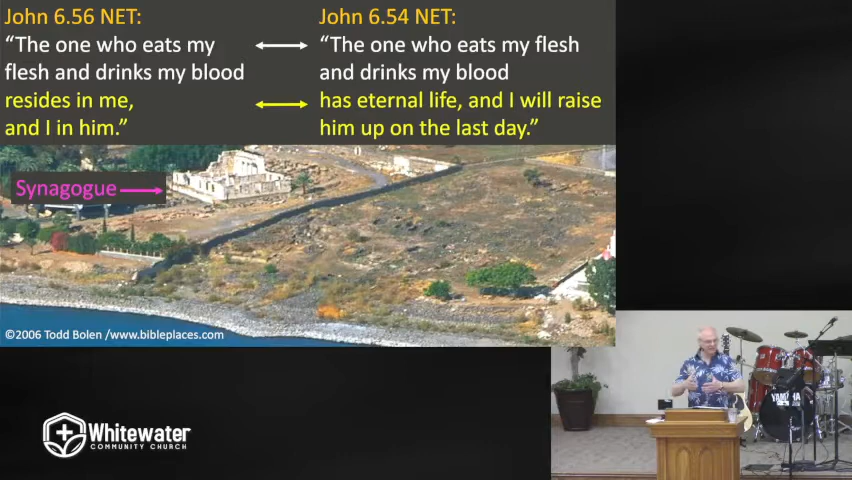 John 6.56 NET:
“The one who eats my
flesh and drinks my blood
resides in me,
and I in him.”
John 6.54 NET:
“The one who eats my flesh
and drinks my blood
has eternal life, and I will raise
him up on the last day.”
Synagogue
©2006 Todd Bolen /www.bibleplaces.com
Whitewater
COMMUNITY CHURCH
YAMAHA